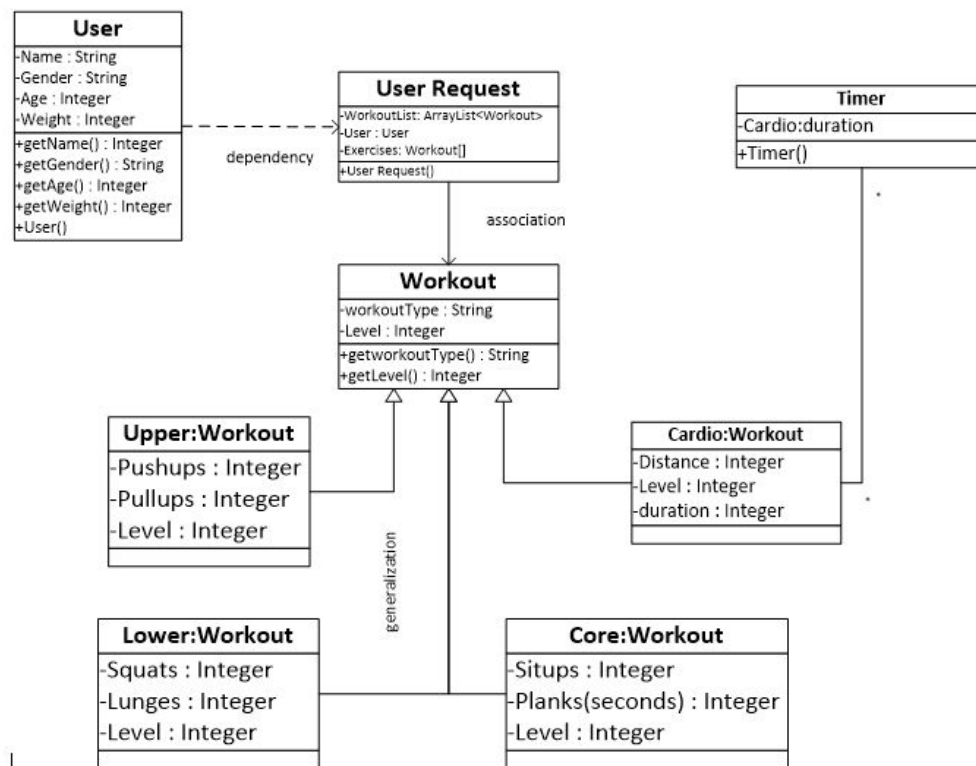 User
-Name : String
-Gender : String
-Age : Integer
-Weight : Integer
+getName() : Integer
+getGender() : String
+getAge() : Integer
+getWeight() : Integer
+User()
dependency
User Request
-WorkoutList: ArrayList<Workout>
-User : User
-Exercises: Workout[]
+User Request()
Timer
-Cardio:duration
+Timer()
association
Workout
-workoutType : String
-Level : Integer
+getworkoutType() : String
+getLevel() : Integer
Upper:Workout
-Pushups : Integer
-Pullups : Integer
-Level : Integer
Cardio:Workout
-Distance : Integer
-Level : Integer
-duration : Integer
generalization
Lower:Workout
-Squats : Integer
-Lunges : Integer
-Level : Integer
Core:Workout
-Situps : Integer
-Planks(seconds) : Integer
-Level : Integer